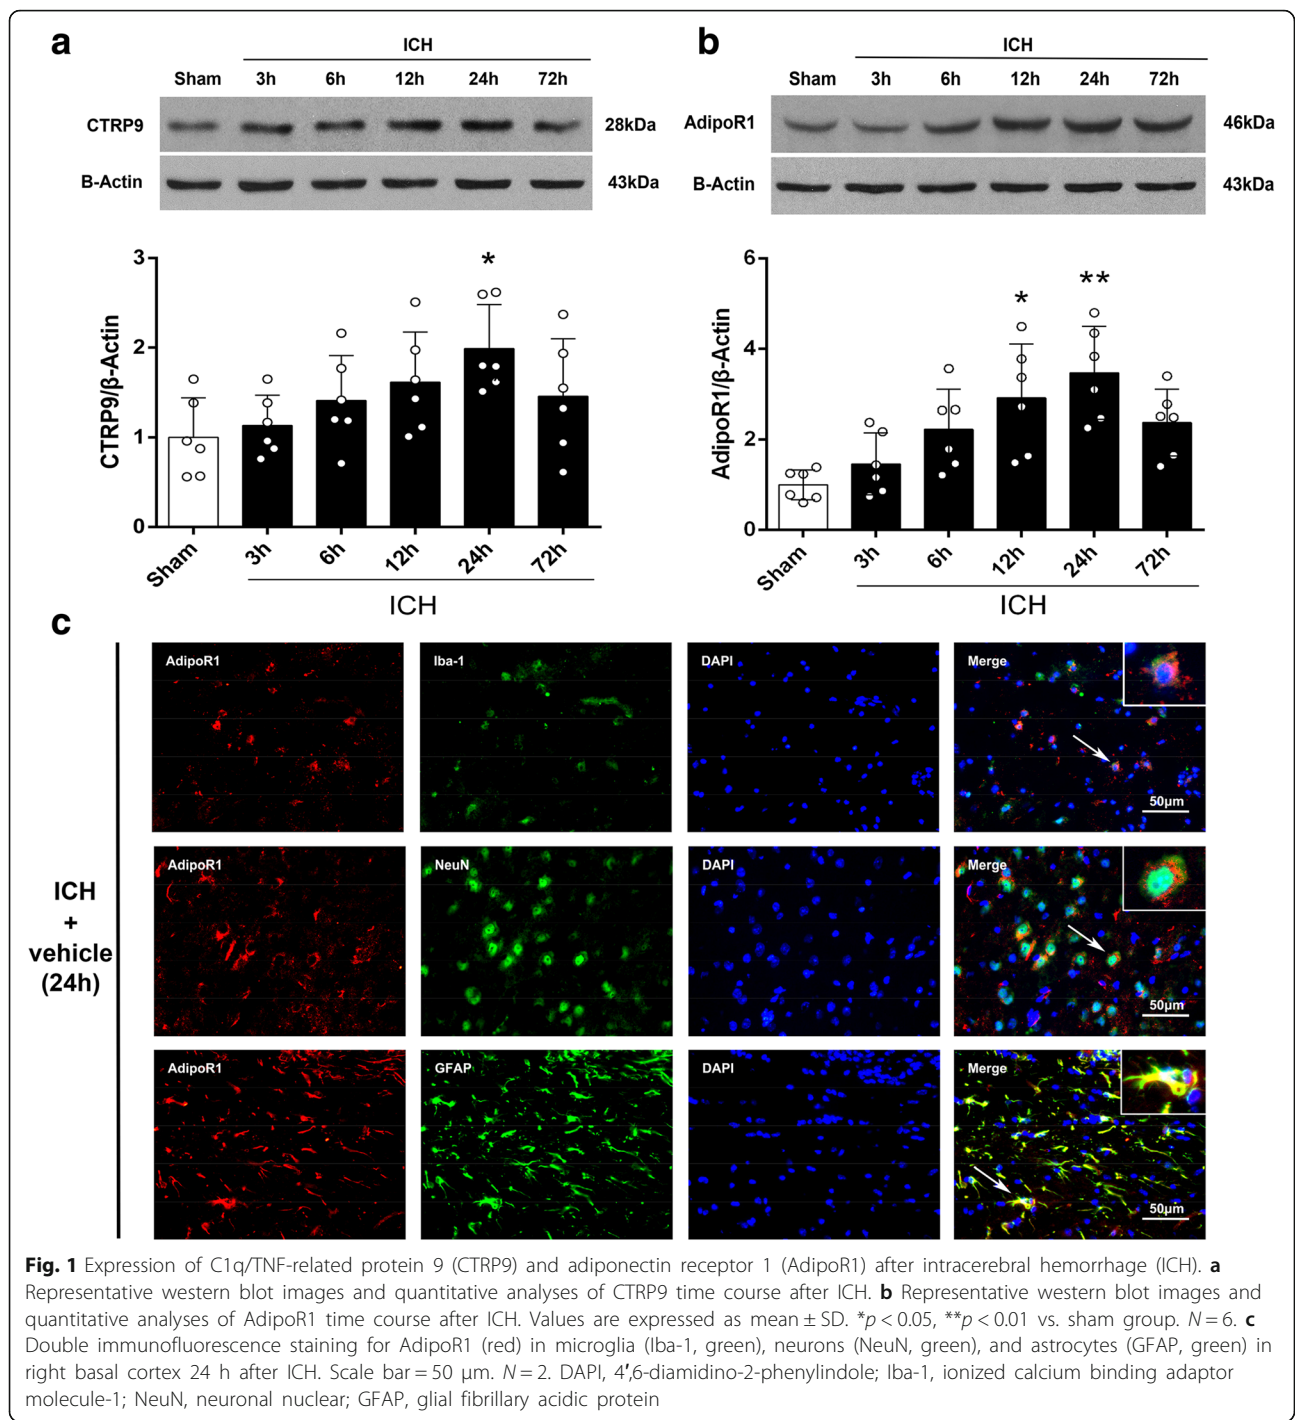 a
ICH
Sham 3h 6h 12h 24h 72h
CTRP9 28kDa
B-Actin 43kDa
CTRP9/β-Actin
3
2
1
0
*
Sham 3h 6h 12h 24h 72h
ICH
b
ICH
Sham 3h 6h 12h 24h 72h
AdipoR1 46kDa
B-Actin 43kDa
AdipoR1/β-Actin
6
4
2
0
* **
Sham 3h 6h 12h 24h 72h
ICH
c
ICH
+
vehicle
(24h)
AdipoR1 Iba-1 DAPI Merge
50μm
AdipoR1 NeuN DAPI Merge
50μm
AdipoR1 GFAP DAPI Merge
50μm
Fig. 1 Expression of C1q/TNF-related protein 9 (CTRP9) and adiponectin receptor 1 (AdipoR1) after intracerebral hemorrhage (ICH). a
Representative western blot images and quantitative analyses of CTRP9 time course after ICH. b Representative western blot images and
quantitative analyses of AdipoR1 time course after ICH. Values are expressed as mean ± SD. *p < 0.05, **p < 0.01 vs. sham group. N = 6. c
Double immunofluorescence staining for AdipoR1 (red) in microglia (Iba-1, green), neurons (NeuN, green), and astrocytes (GFAP, green) in
right basal cortex 24 h after ICH. Scale bar = 50 μm. N = 2. DAPI, 4′,6-diamidino-2-phenylindole; Iba-1, ionized calcium binding adaptor
molecule-1; NeuN, neuronal nuclear; GFAP, glial fibrillary acidic protein